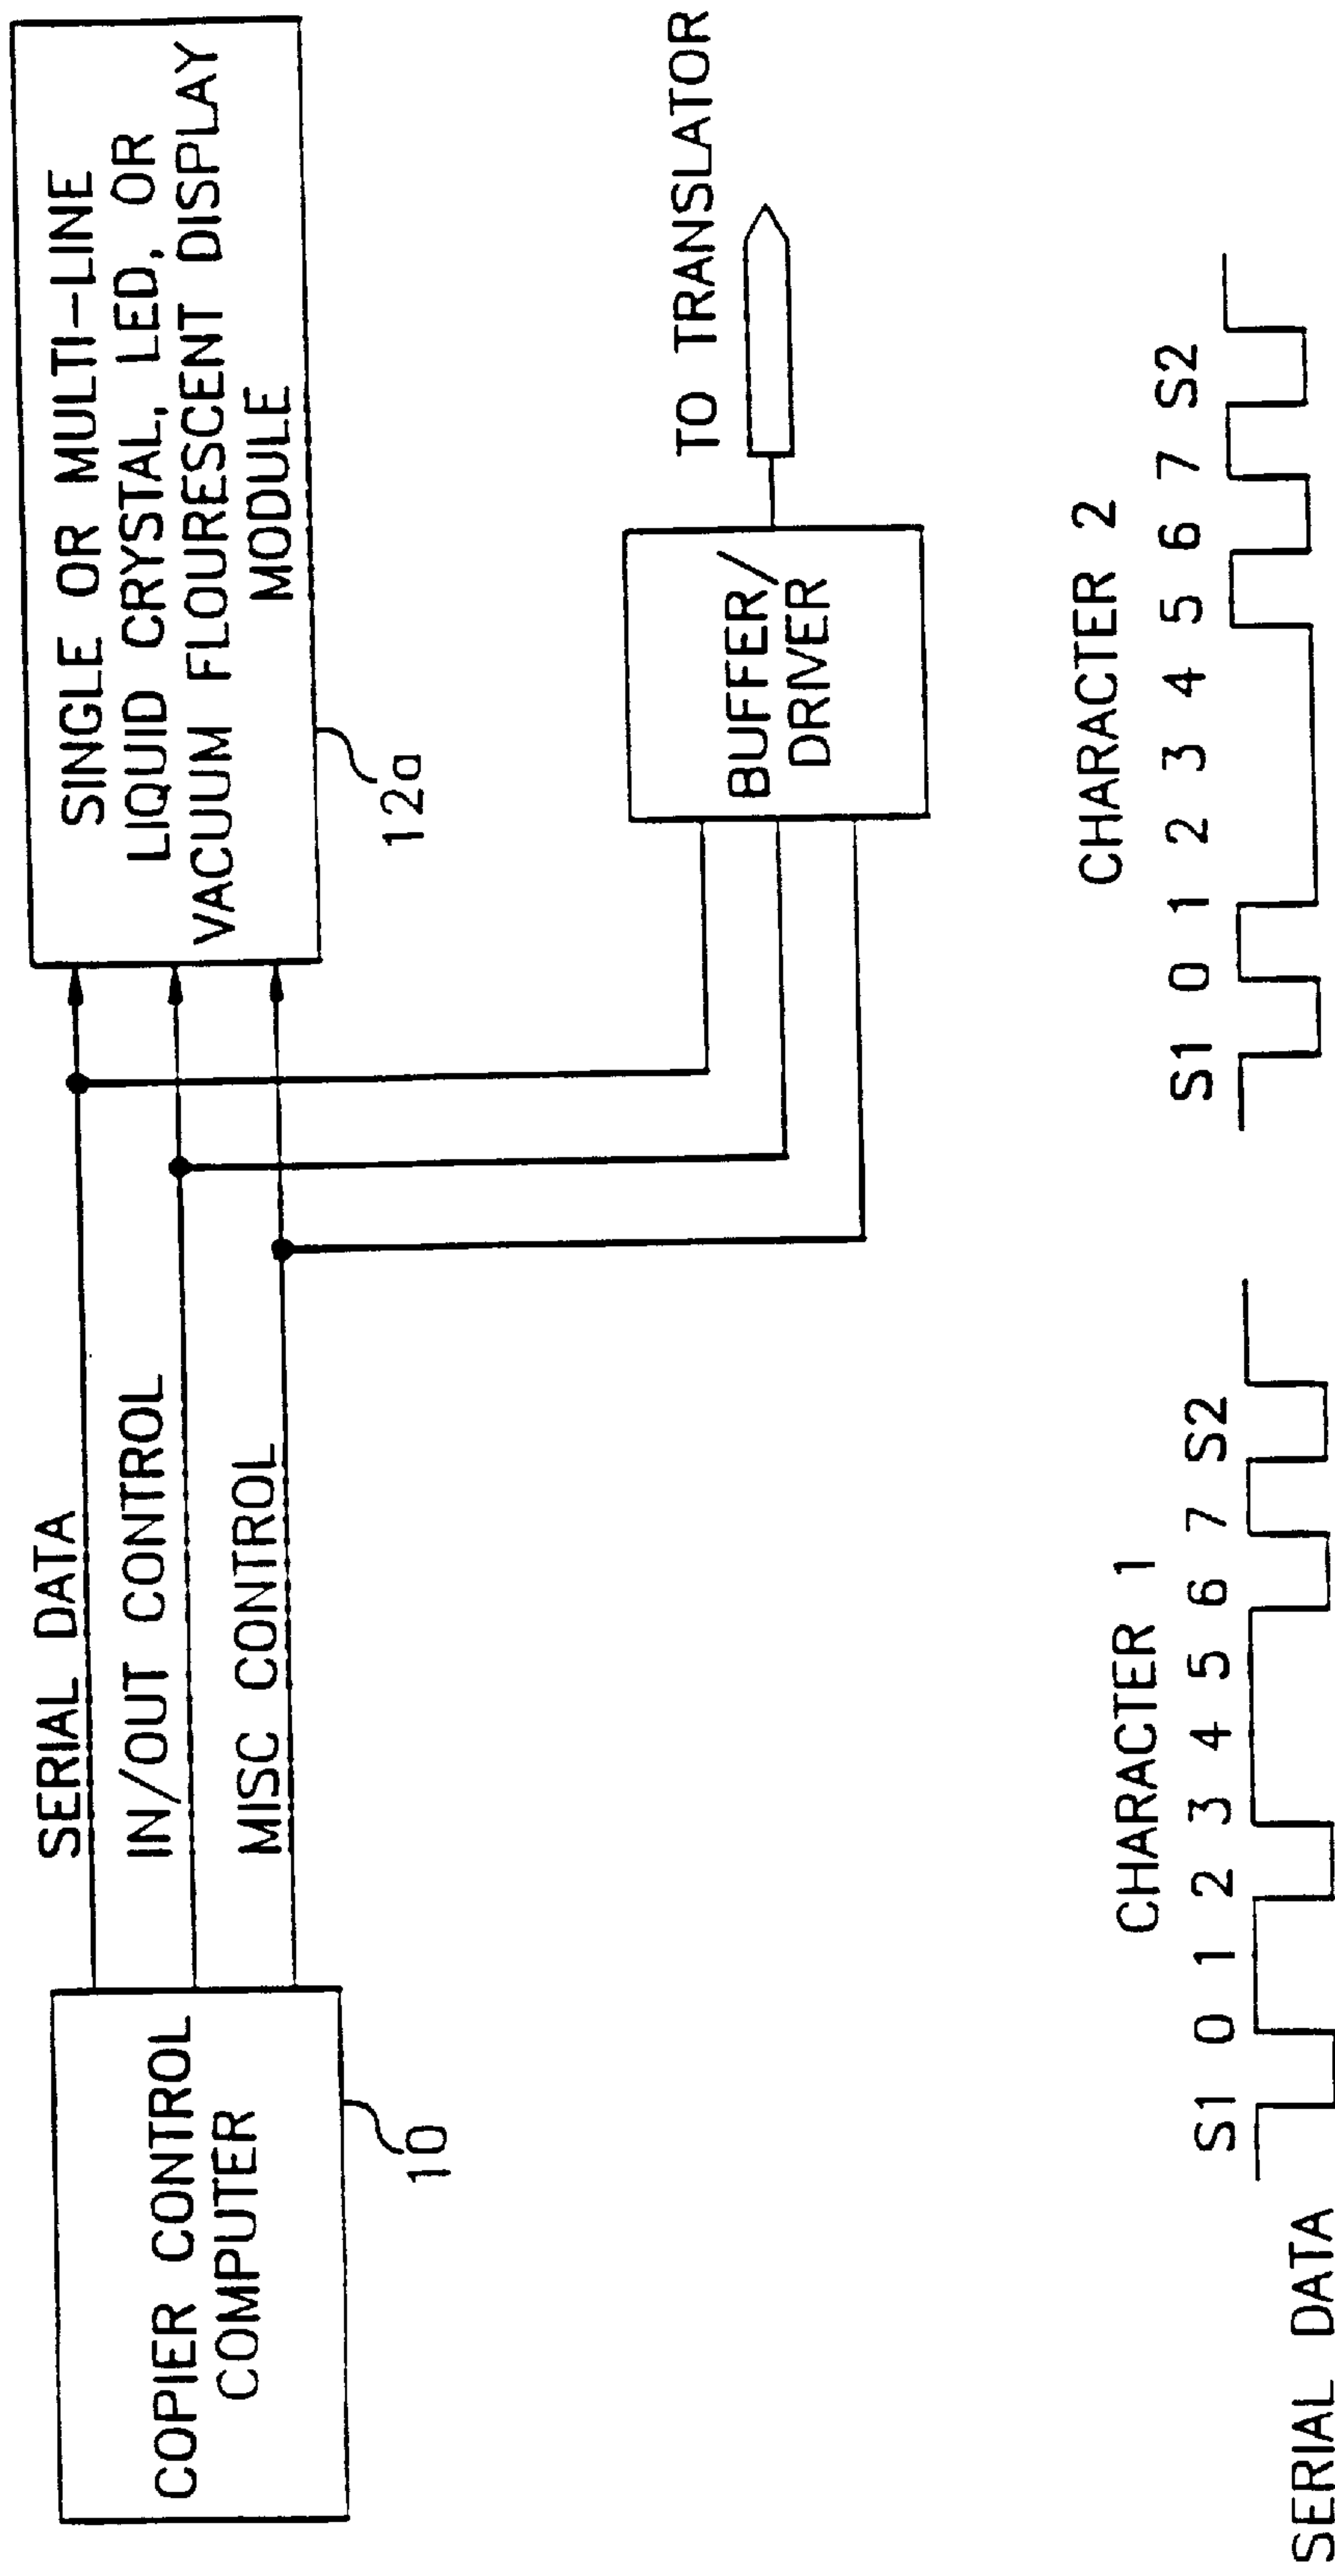 COPIER CONTROL
COMPUTER
10
SERIAL DATA
IN/OUT CONTROL
MISC CONTROL
SINGLE OR MULTI-LINE
LIQUID CRYSTAL, LED, OR
VACUUM FLOURESCENT DISPLAY
MODULE
12a
BUFFER/
DRIVER
TO TRANSLATOR
CHARACTER 1
S1 0 1 2 3 4 5 6 7 S2
CHARACTER 2
S1 0 1 2 3 4 5 6 7 S2
SERIAL DATA